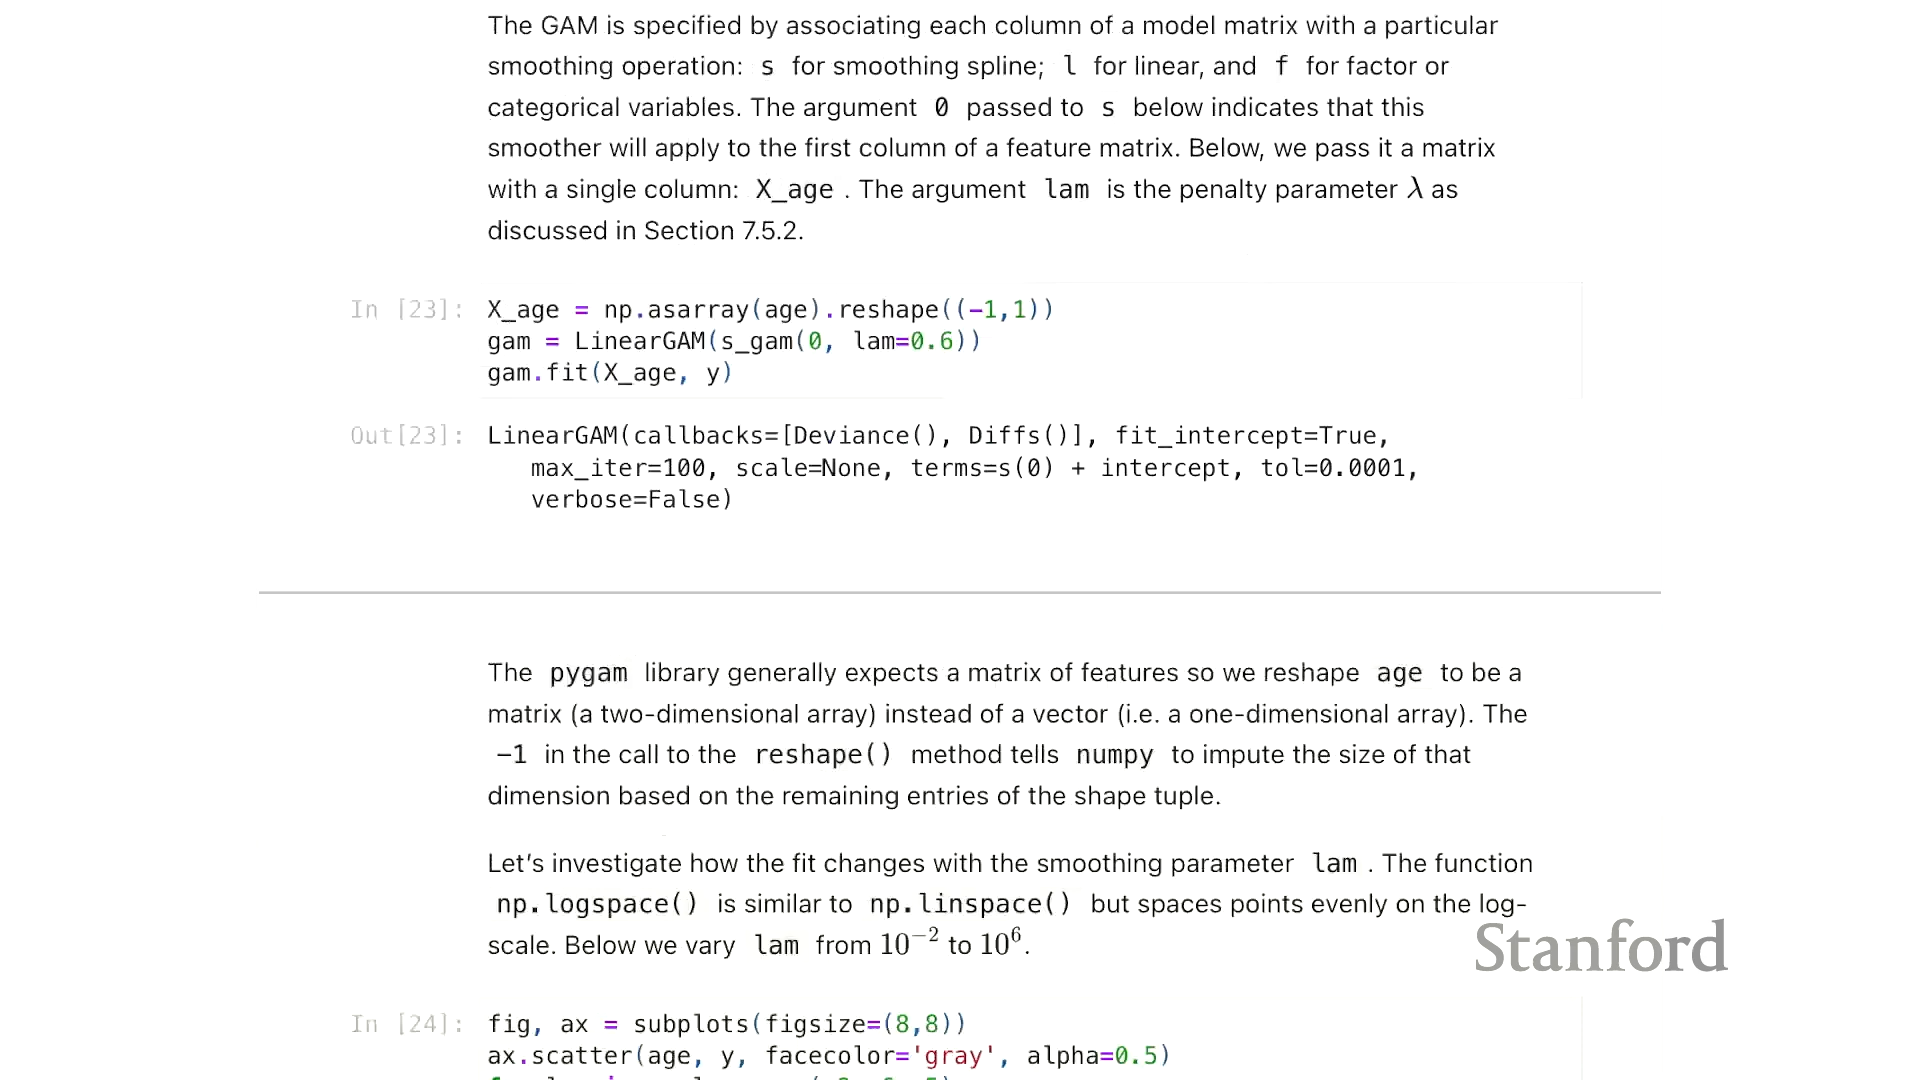 The GAM is specified by associating each column of a model matrix with a particular
smoothing operation: s for smoothing spline; l for linear, and f for factor or
categorical variables. The argument 0 passed to s below indicates that this
smoother will apply to the first column of a feature matrix. Below, we pass it a matrix
with a single column: X_age . The argument lam is the penalty parameter λ as
discussed in Section 7.5.2.
In [23]: X_age = np.asarray(age).reshape((-1,1))
gam = LinearGAM(s_gam(0, lam=0.6))
gam.fit(X_age, y)
Out[23]: LinearGAM(callbacks=[Deviance(), Diffs()], fit_intercept=True,
max_iter=100, scale=None, terms=s(0) + intercept, tol=0.0001,
verbose=False)
The pygam library generally expects a matrix of features so we reshape age to be a
matrix (a two-dimensional array) instead of a vector (i.e. a one-dimensional array). The
-1 in the call to the reshape() method tells numpy to impute the size of that
dimension based on the remaining entries of the shape tuple.
Let's investigate how the fit changes with the smoothing parameter lam . The function
np.logspace() is similar to np.linspace() but spaces points evenly on the log-
scale. Below we vary lam from 10⁻² to 10⁶.
Stanford
In [24]: fig, ax = subplots(figsize=(8,8))
ax.scatter(age, y, facecolor='gray', alpha=0.5)